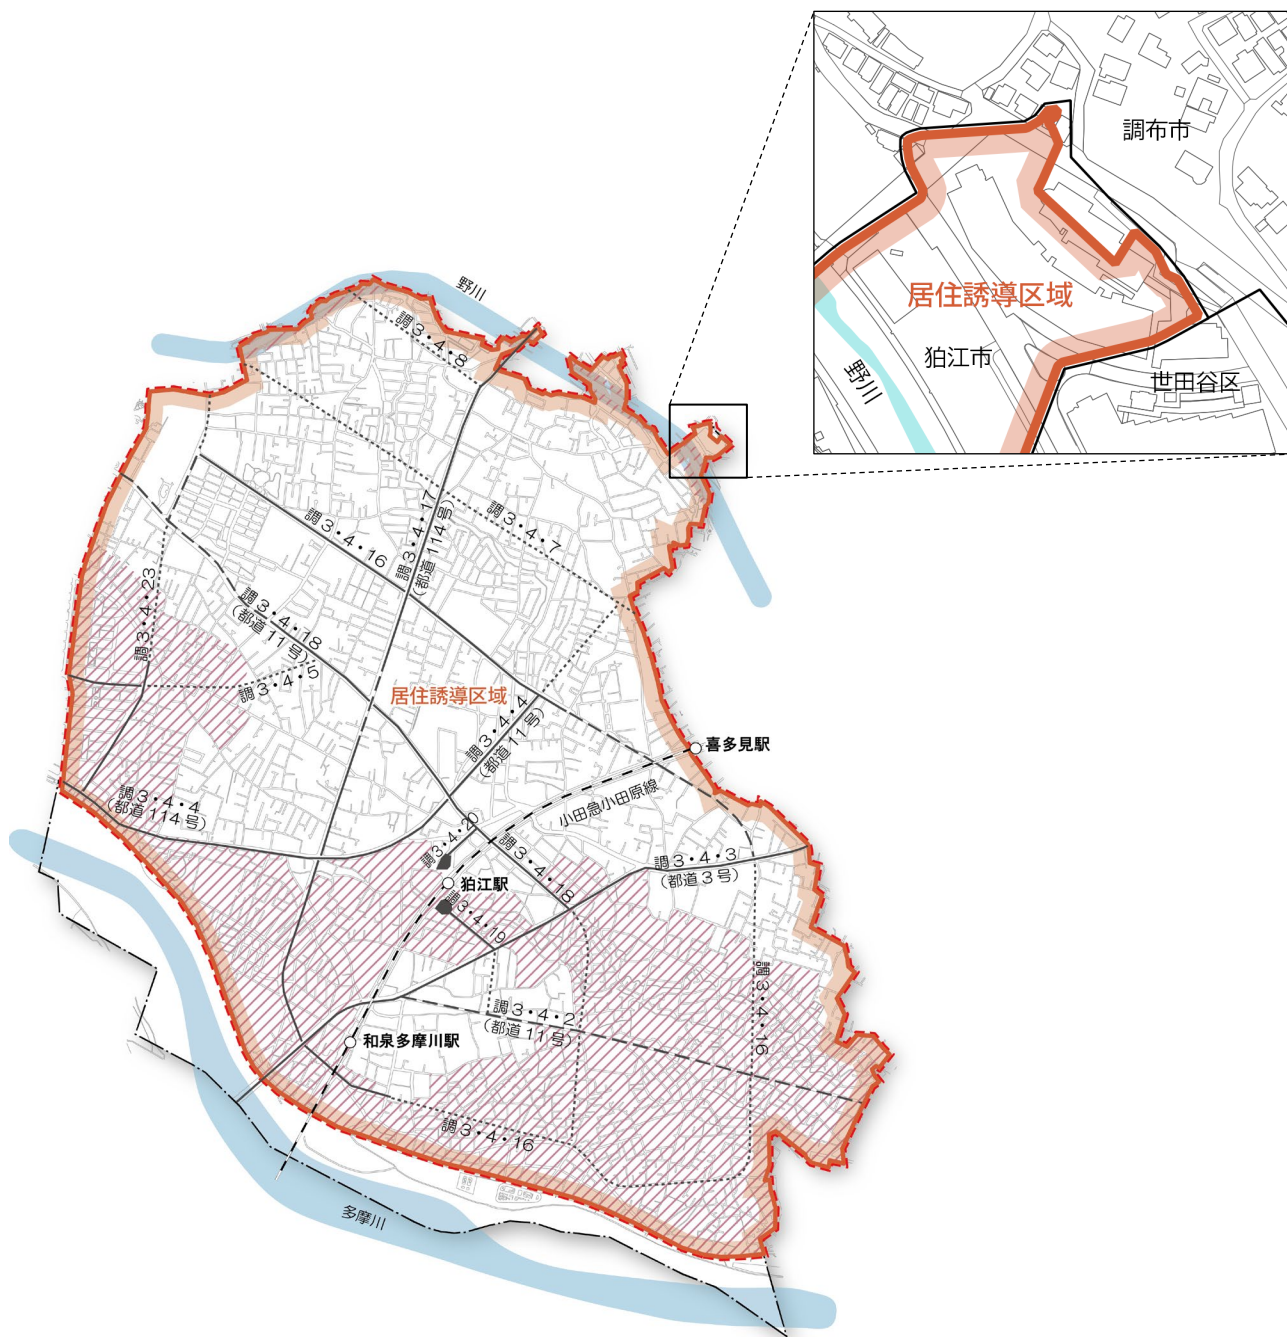 調布市
居住誘導区域
狛江市
野川
世田谷区
野川
調3・4・8
調3・4・17
(都道114号)
調3・4・7
調3・4・16
調3・4・23
調3・4・18
(都道11号)
調3・4・5
居住誘導区域
調3・4・4
(都道11号)
喜多見駅
小田急小田原線
調3・4・4
(都道114号)
調3・4・20
調3・4・18
調3・4・3
(都道3号)
狛江駅
調3・4・19
調3・4・16
調3・4・2
(都道11号)
和泉多摩川駅
調3・4・16
多摩川